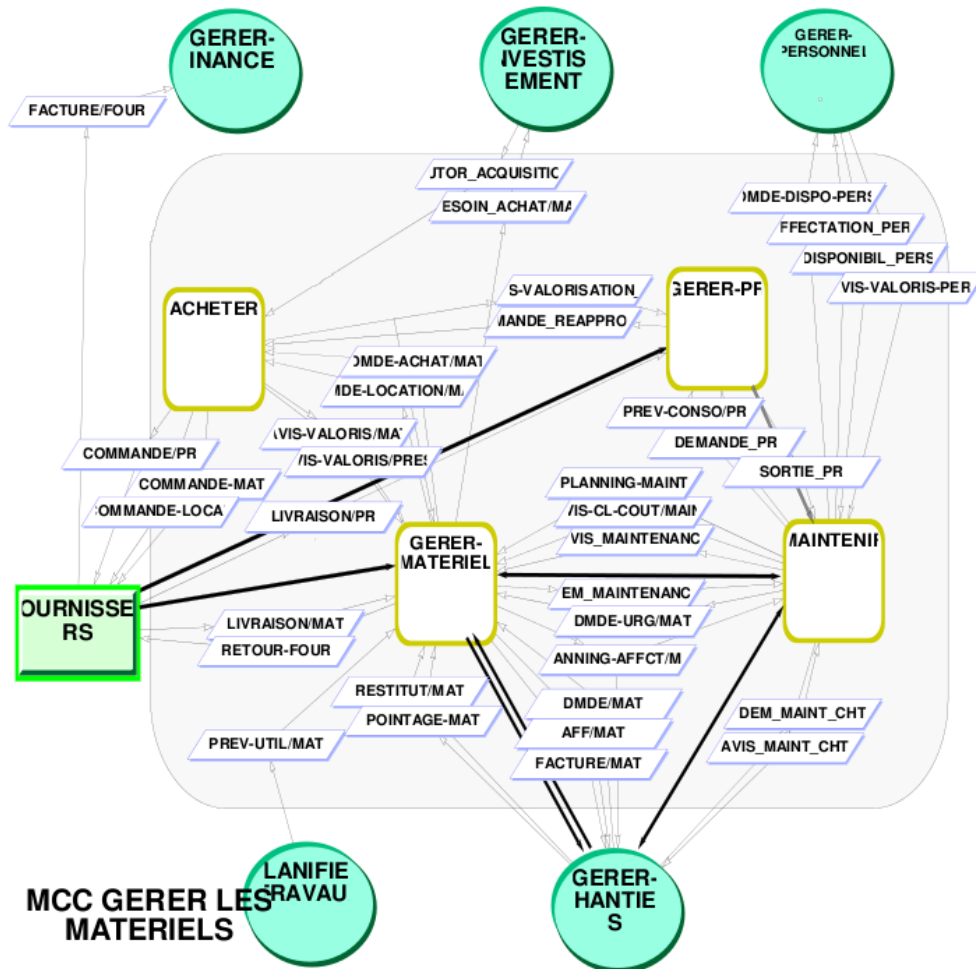 GERER-
INANCE
GERER-
NVESTIS
EMENT
GERER-
PERSONNEL
FACTURE/FOUR
UTOR_ACQUISITIO
ESOIN_ACHAT/MA
OMDE-DISPO-PERS
FFECTATION_PER
DISPONIBIL_PERS
VIS-VALORIS-PER
ACHETER
S-VALORISATION_
MANDE_REAPPRO
GERER-PF
OMDE-ACHAT/MAT
MDE-LOCATION/MA
AVIS-VALORIS/MAT
VIS-VALORIS/PRES
PREV-CONSO/PR
DEMANDE_PR
SORTIE_PR
COMMANDE/PR
COMMANDE-MAT
OMMANDE-LOCA
LIVRAISON/PR
PLANNING-MAINT
VIS-CL-COUT/MAIN
VIS_MAINTENANC
GERER-
MATERIEL
MAINTENIF
OURNISSE
RS
EM_MAINTENANC
DMDE-URG/MAT
ANNING-AFFCT/M
LIVRAISON/MAT
RETOUR-FOUR
RESTITUT/MAT
POINTAGE-MAT
PREV-UTIL/MAT
DMDE/MAT
AFF/MAT
FACTURE/MAT
DEM_MAINT_CHT
AVIS_MAINT_CHT
LANIFIE
RAVAU
GERER-
HANTIE
S
MCC GERER LES
MATERIELS